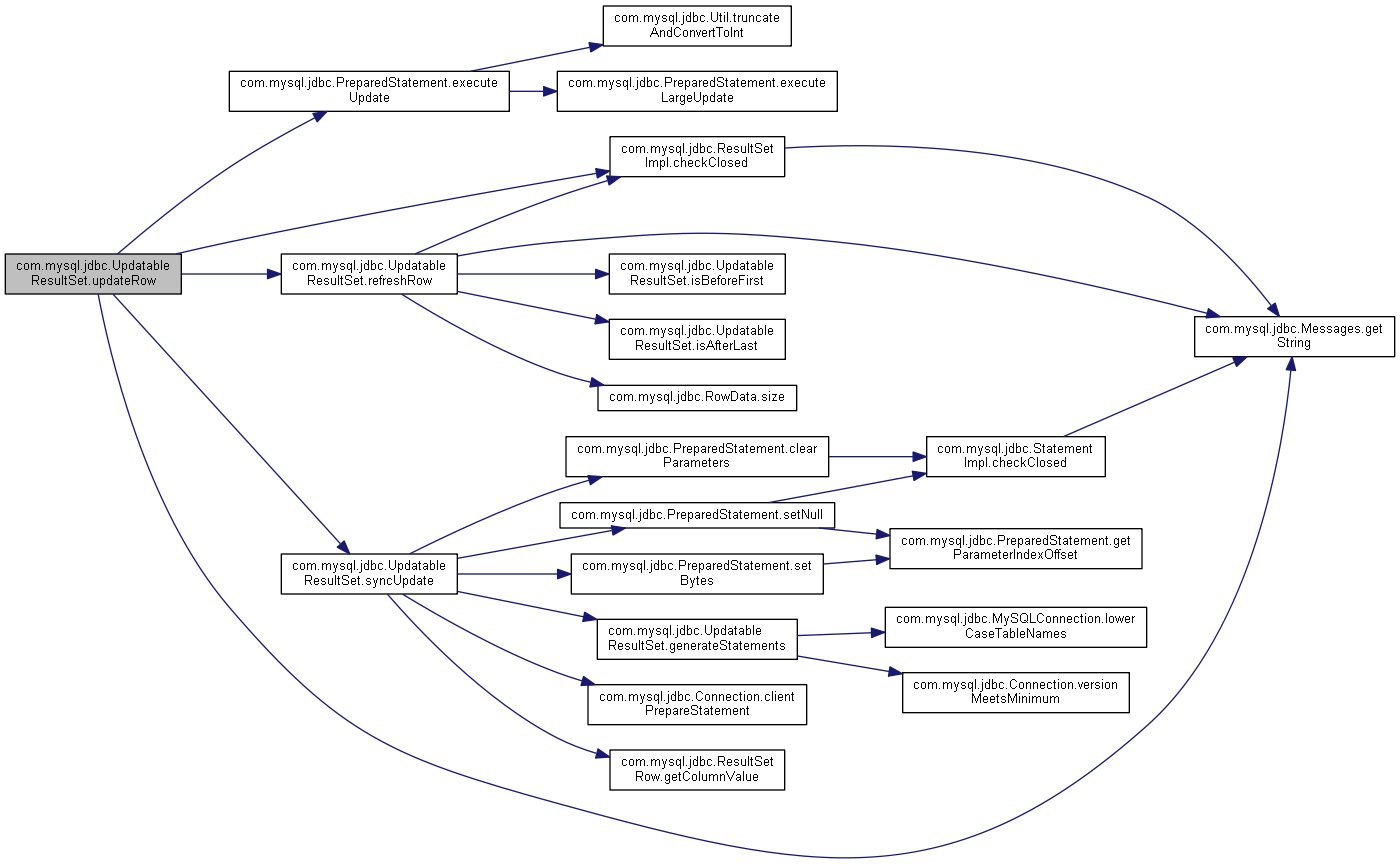 com.mysql.jdbc.Util.truncate
AndConvertToInt
com.mysql.jdbc.PreparedStatement.execute
Update
com.mysql.jdbc.PreparedStatement.execute
LargeUpdate
com.mysql.jdbc.ResultSet
Impl.checkClosed
com.mysql.jdbc.Updatable
ResultSet.updateRow
com.mysql.jdbc.Updatable
ResultSet.refreshRow
com.mysql.jdbc.Updatable
ResultSet.isBeforeFirst
com.mysql.jdbc.Updatable
ResultSet.isAfterLast
com.mysql.jdbc.Messages.get
String
com.mysql.jdbc.RowData.size
com.mysql.jdbc.PreparedStatement.clear
Parameters
com.mysql.jdbc.Statement
Impl.checkClosed
com.mysql.jdbc.PreparedStatement.setNull
com.mysql.jdbc.PreparedStatement.get
ParameterIndexOffset
com.mysql.jdbc.Updatable
ResultSet.syncUpdate
com.mysql.jdbc.PreparedStatement.set
Bytes
com.mysql.jdbc.Updatable
ResultSet.generateStatements
com.mysql.jdbc.MySQLConnection.lower
CaseTableNames
com.mysql.jdbc.Connection.version
MeetsMinimum
com.mysql.jdbc.Connection.client
PrepareStatement
com.mysql.jdbc.ResultSet
Row.getColumnValue